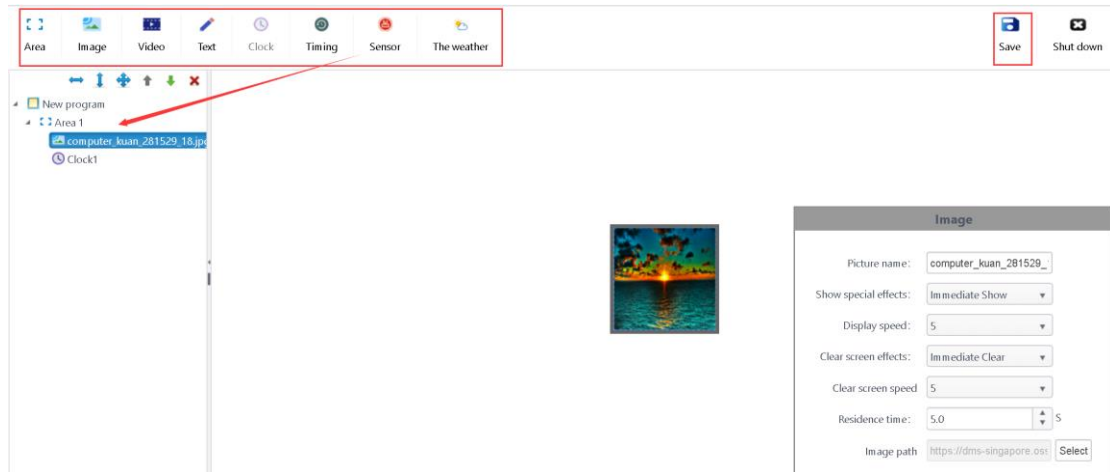 Area Image Video Text Clock Timing Sensor The weather Save Shut down
New program
Area 1
computer_kuan_281529_18.jpe
Clock1
Image
Picture name: computer_kuan_281529_
Show special effects: Immediate Show
Display speed: 5
Clear screen effects: Immediate Clear
Clear screen speed 5
Residence time: 5.0 S
Image path https://dms-singapore.oss Select